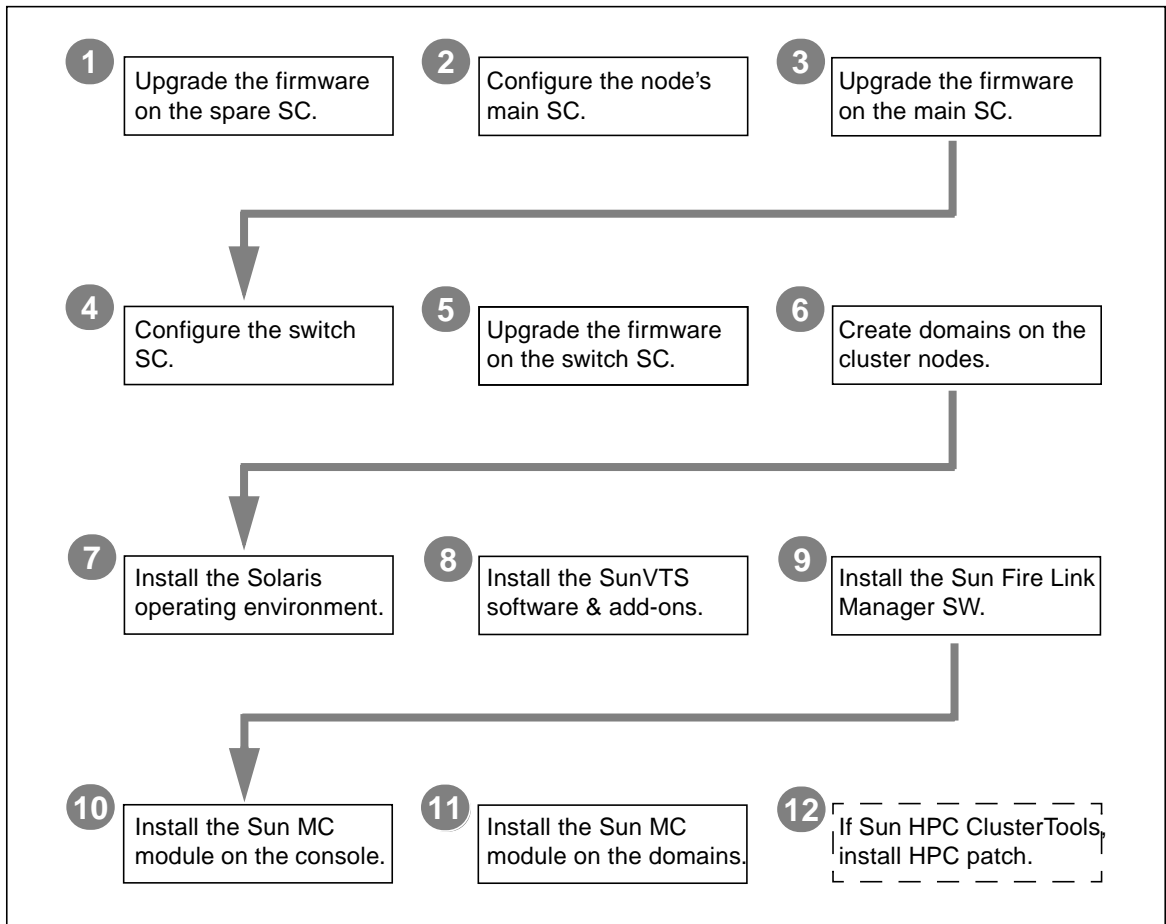 1
Upgrade the firmware
on the spare SC.
2
Configure the node's
main SC.
3
Upgrade the firmware
on the main SC.
4
Configure the switch
SC.
5
Upgrade the firmware
on the switch SC.
6
Create domains on the
cluster nodes.
7
Install the Solaris
operating environment.
8
Install the SunVTS
software & add-ons.
9
Install the Sun Fire Link
Manager SW.
10
Install the Sun MC
module on the console.
11
Install the Sun MC
module on the domains.
12
If Sun HPC ClusterTools,
install HPC patch.